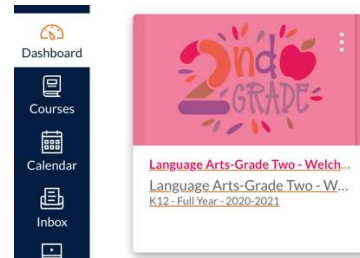 Dashboard
Courses
Calendar
Inbox
2nd
GRADE
Language Arts-Grade Two - Welch...
Language Arts-Grade Two - W...
K12 - Full Year - 2020-2021